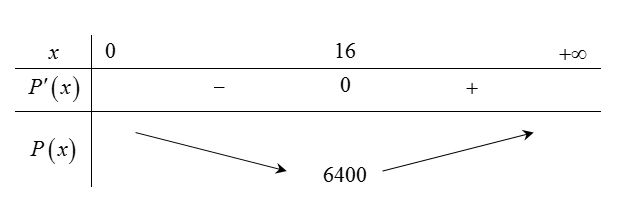 x 0 16 +∞
P′(x) − 0 +
P(x)
6400